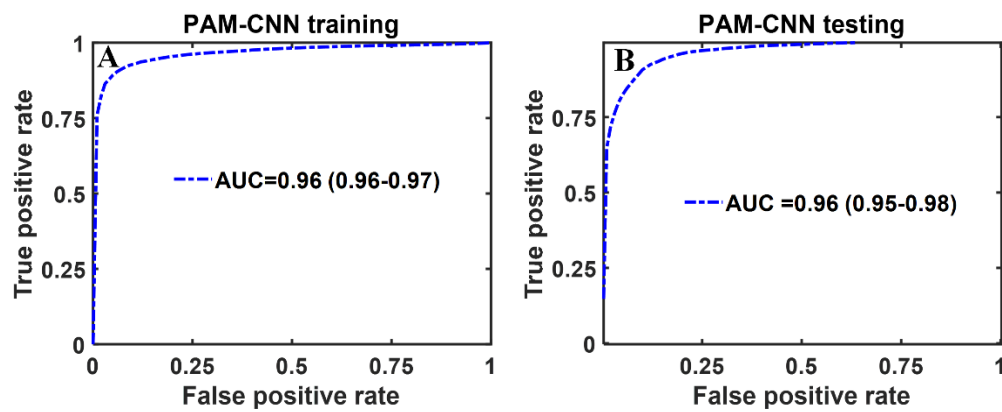 PAM-CNN training
A
True positive rate
1
0.75
0.5
0.25
0
AUC=0.96 (0.96-0.97)
0 0.25 0.5 0.75 1
False positive rate
PAM-CNN testing
B
True positive rate
1
0.75
0.5
0.25
0
AUC =0.96 (0.95-0.98)
0.25 0.5 0.75 1
False positive rate